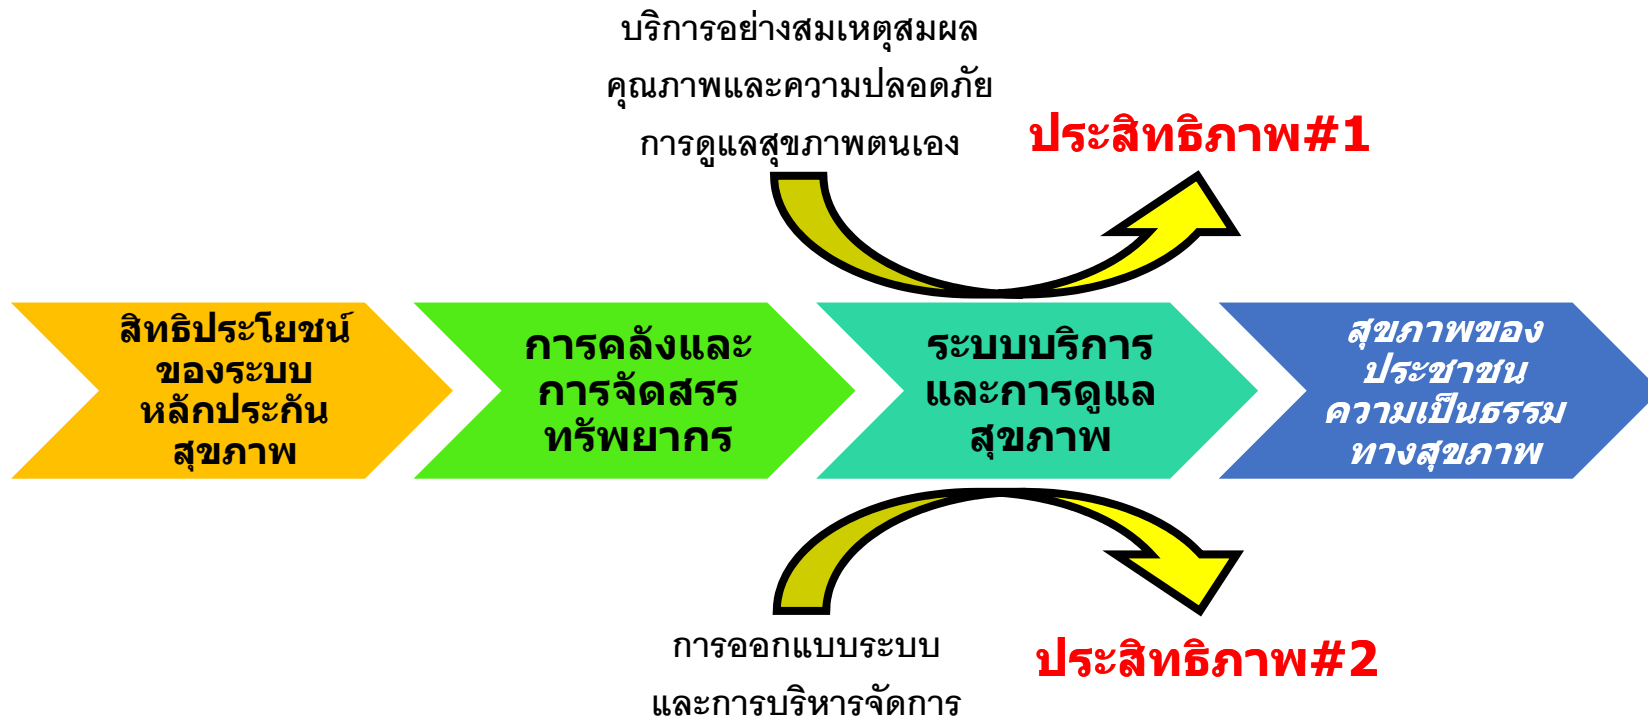 บริการอย่างสมเหตุสมผล
คุณภาพและความปลอดภัย
การดูแลสุขภาพตนเอง
ประสิทธิภาพ#1
สิทธิประโยชน์
ของระบบ
หลักประกัน
สุขภาพ
การคลังและ
การจัดสรร
ทรัพยากร
ระบบบริการ
และการดูแล
สุขภาพ
สุขภาพของ
ประชาชน
ความเป็นธรรม
ทางสุขภาพ
การออกแบบระบบ
และการบริหารจัดการ
ประสิทธิภาพ#2